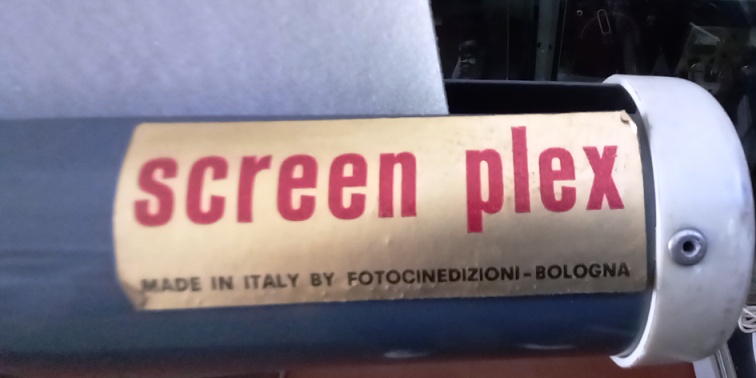 screen plex
MADE IN ITALY BY FOTOCINEDIZIONI-BOLOGNA